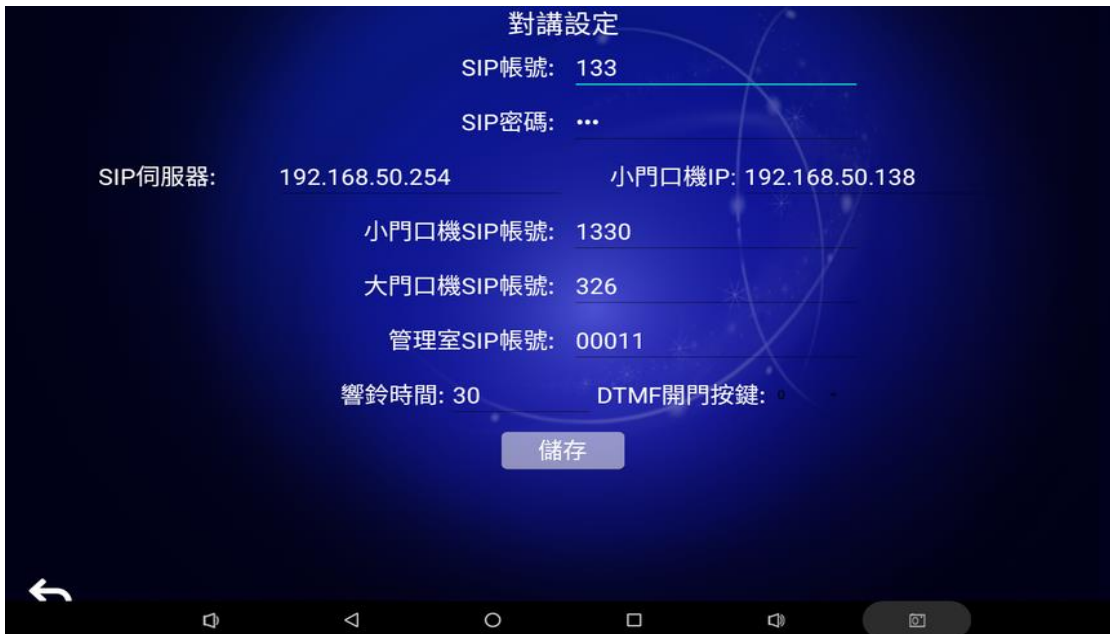 對講設定
SIP帳號: 133
SIP密碼: •••
SIP伺服器: 192.168.50.254 小門口機IP: 192.168.50.138
小門口機SIP帳號: 1330
大門口機SIP帳號: 326
管理室SIP帳號: 00011
響鈴時間: 30 DTMF開門按鍵: 0
儲存